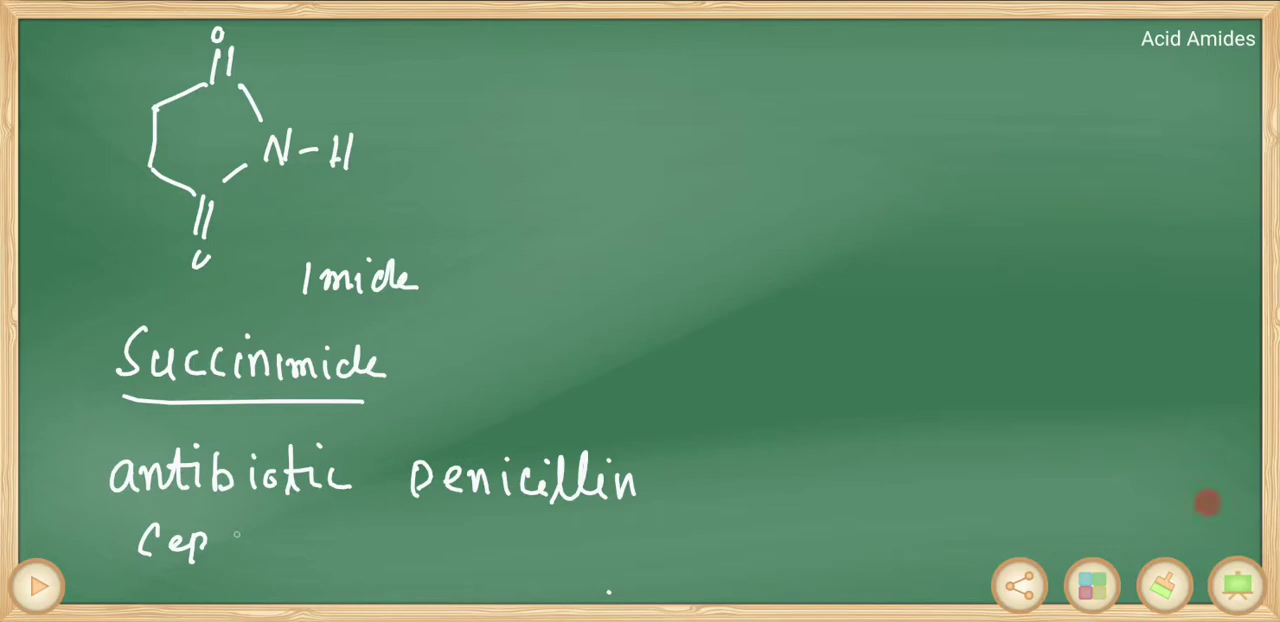 Acid Amides
O
N-H
O
Imide
Succinimide
antibiotic penicillin
Cep